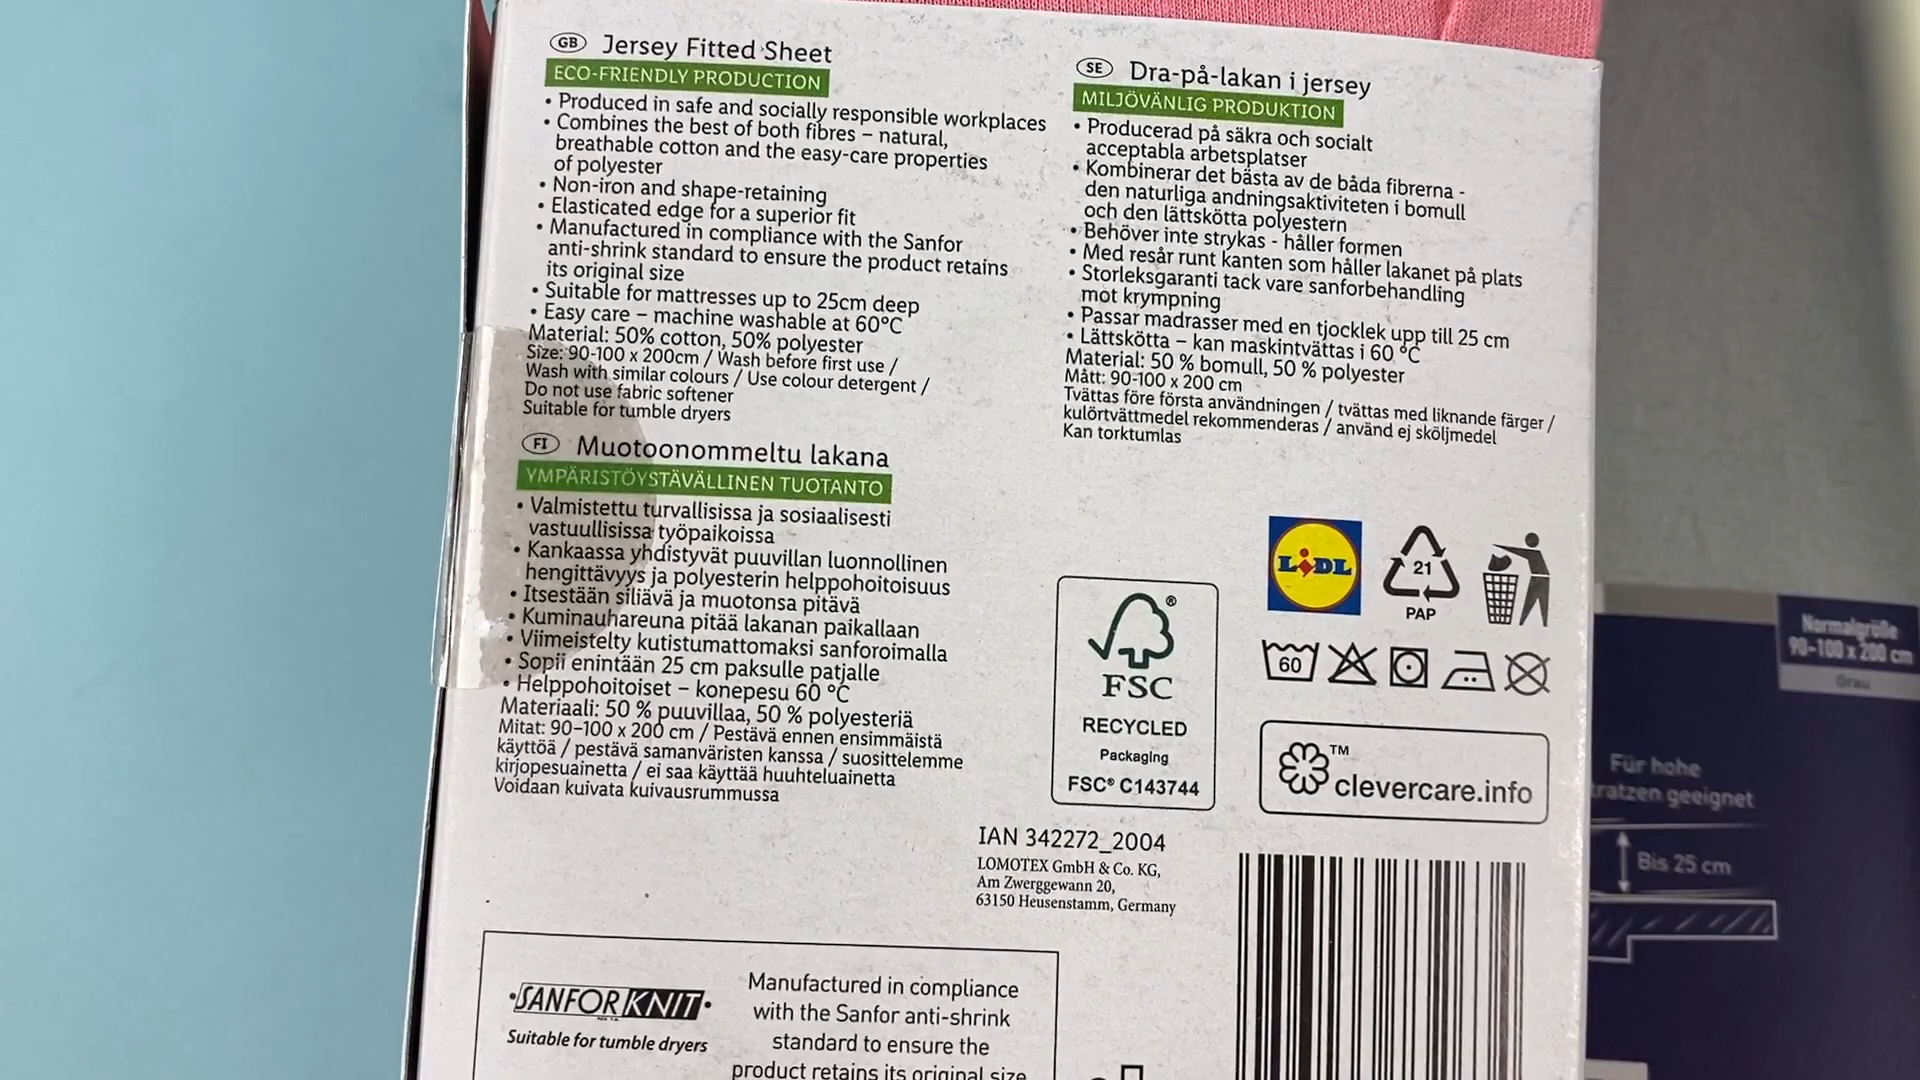 GB Jersey Fitted Sheet
ECO-FRIENDLY PRODUCTION
• Produced in safe and socially responsible workplaces
• Combines the best of both fibres – natural,
breathable cotton and the easy-care properties
of polyester
• Non-iron and shape-retaining
• Elasticated edge for a superior fit
• Manufactured in compliance with the Sanfor
anti-shrink standard to ensure the product retains
its original size
• Suitable for mattresses up to 25cm deep
• Easy care – machine washable at 60°C
Material: 50% cotton, 50% polyester
Size: 90-100 x 200cm / Wash before first use /
Wash with similar colours / Use colour detergent /
Do not use fabric softener
Suitable for tumble dryers
FI Muotoonommeltu lakana
YMPÄRISTÖYSTÄVÄLLINEN TUOTANTO
• Valmistettu turvallisissa ja sosiaalisesti
vastuullisissa työpaikoissa
• Kankaassa yhdistyvät puuvillan luonnollinen
hengittävyys ja polyesterin helppohoitoisuus
• Itsestään siliävä ja muotonsa pitävä
• Kuminauhareuna pitää lakanan paikallaan
• Viimeistelty kutistumattomaksi sanforoimalla
• Sopii enintään 25 cm paksulle patjalle
• Helppohoitoiset – konepesu 60 °C
Materiaali: 50 % puuvillaa, 50 % polyesteriä
Mitat: 90–100 x 200 cm / Pestävä ennen ensimmäistä
käyttöä / pestävä samanväristen kanssa / suosittelemme
kirjopesuainetta / ei saa käyttää huuhteluainetta
Voidaan kuivata kuivausrummussa
SE Dra-på-lakan i jersey
MILJÖVÄNLIG PRODUKTION
• Producerad på säkra och socialt
acceptabla arbetsplatser
• Kombinerar det bästa av de båda fibrerna -
den naturliga andningsaktiviteten i bomull
och den lättskötta polyestern
• Behöver inte strykas - håller formen
• Med resår runt kanten som håller lakanet på plats
• Storleksgaranti tack vare sanforbehandling
mot krympning
• Passar madrasser med en tjocklek upp till 25 cm
• Lättskötta – kan maskintvättas i 60 °C
Material: 50 % bomull, 50 % polyester
Mått: 90-100 x 200 cm
Tvättas före första användningen / tvättas med liknande färger /
kulörtvättmedel rekommenderas / använd ej sköljmedel
Kan torktumlas
LIDL
21
PAP
60
FSC®
RECYCLED
Packaging
FSC® C143744
™
clevercare.info
IAN 342272_2004
LOMOTEX GmbH & Co. KG,
Am Zwerggewann 20,
63150 Heusenstamm, Germany
•SANFOR KNIT•
Suitable for tumble dryers
Manufactured in compliance
with the Sanfor anti-shrink
standard to ensure the
product retains its original size
Normalgröße
90-100 x 200 cm
Grau
Für hohe
tratzen geeignet
Bis 25 cm